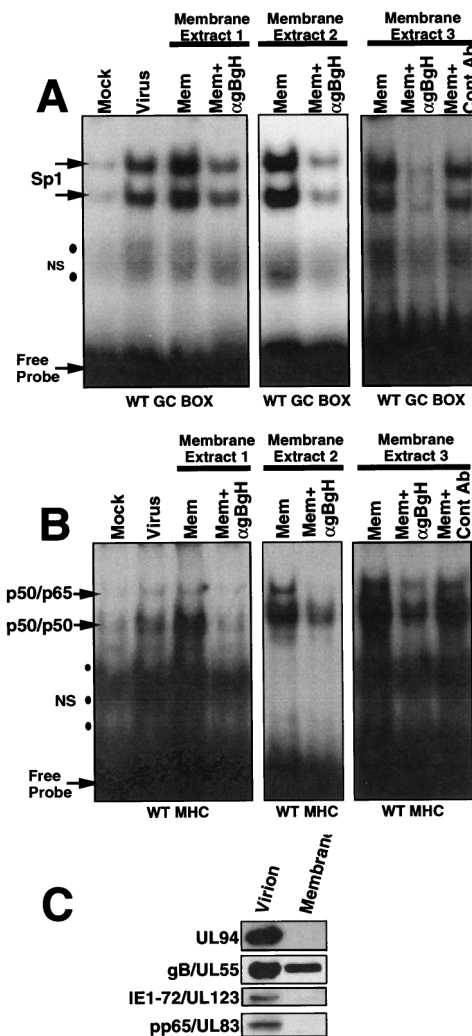 Membrane Extract 1
Membrane Extract 2
Membrane Extract 3
A
Mock
Virus
Mem
Mem+ αgBgH
Mem
Mem+ αgBgH
Mem
Mem+ αgBgH
Mem+ Cont Ab
Sp1
NS
Free Probe
WT GC BOX
WT GC BOX
WT GC BOX
Membrane Extract 1
Membrane Extract 2
Membrane Extract 3
B
Mock
Virus
Mem
Mem+ αgBgH
Mem
Mem+ αgBgH
Mem
Mem+ αgBgH
Mem+ Cont Ab
p50/p65
p50/p50
NS
Free Probe
WT MHC
WT MHC
WT MHC
C
Virion
Membrane
UL94
gB/UL55
IE1-72/UL123
pp65/UL83